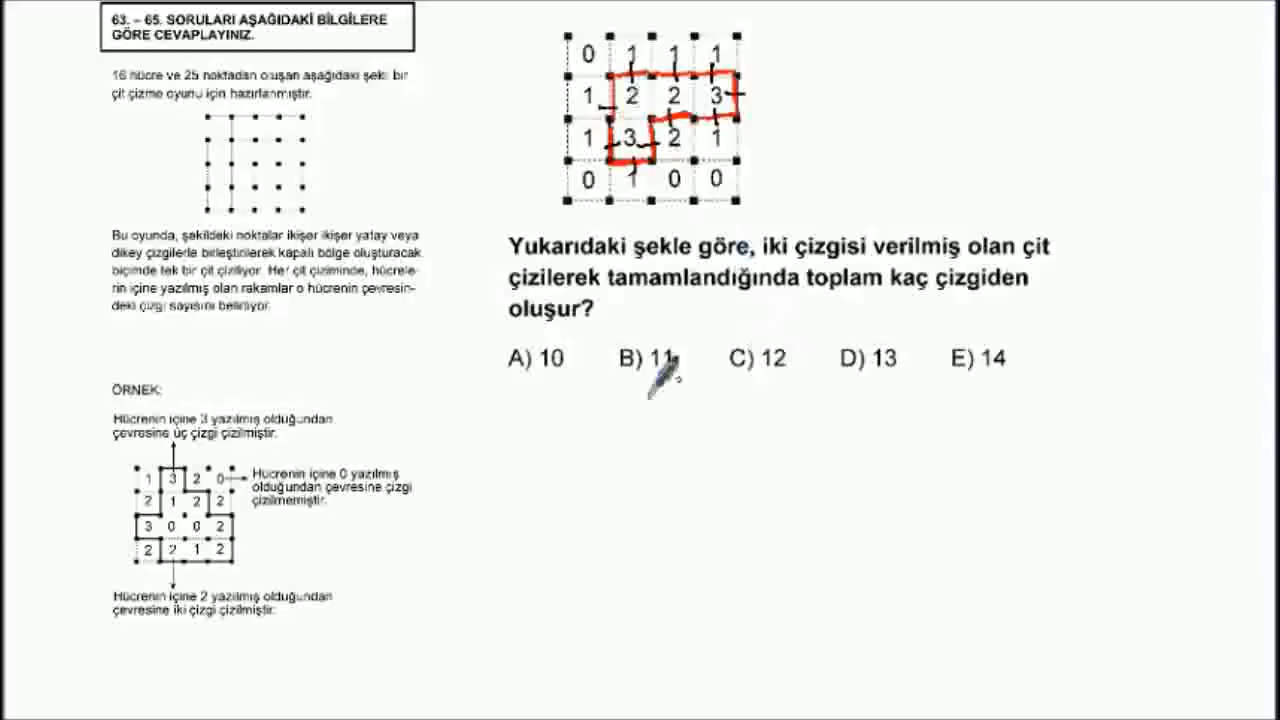 63. – 65. SORULARI AŞAĞIDAKİ BİLGİLERE
GÖRE CEVAPLAYINIZ.
16 hücre ve 25 noktadan oluşan aşağıdaki şekil bir
çit çizme oyunu için hazırlanmıştır.
Bu oyunda, şekildeki noktalar ikişer ikişer yatay veya
dikey çizgilerle birleştirilerek kapalı bölge oluşturacak
biçimde tek bir çit çiziliyor. Her çit çiziminde, hücrele-
rin içine yazılmış olan rakamlar o hücrenin çevresin-
deki çizgi sayısını belirtiyor.
ÖRNEK:
Hücrenin içine 3 yazılmış olduğundan
çevresine üç çizgi çizilmiştir.
1 3 2 0
2 1 2 2
3 0 0 2
2 2 1 2
Hücrenin içine 0 yazılmış
olduğundan çevresine çizgi
çizilmemiştir.
Hücrenin içine 2 yazılmış olduğundan
çevresine iki çizgi çizilmiştir.
0 1 1 1
1 2 2 3
1 3 2 1
0 1 0 0
Yukarıdaki şekle göre, iki çizgisi verilmiş olan çit
çizilerek tamamlandığında toplam kaç çizgiden
oluşur?
A) 10 B) 11 C) 12 D) 13 E) 14